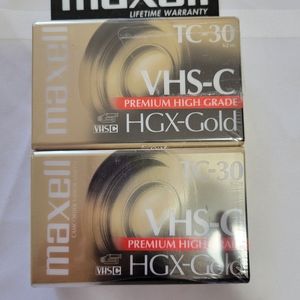 maxell
LIFETIME WARRANTY
maxell
TC-30
VHS-C
PREMIUM HIGH GRADE
VHS C
HGX-Gold
maxell
TC-30
VHS-C
PREMIUM HIGH GRADE
VHS C
HGX-Gold